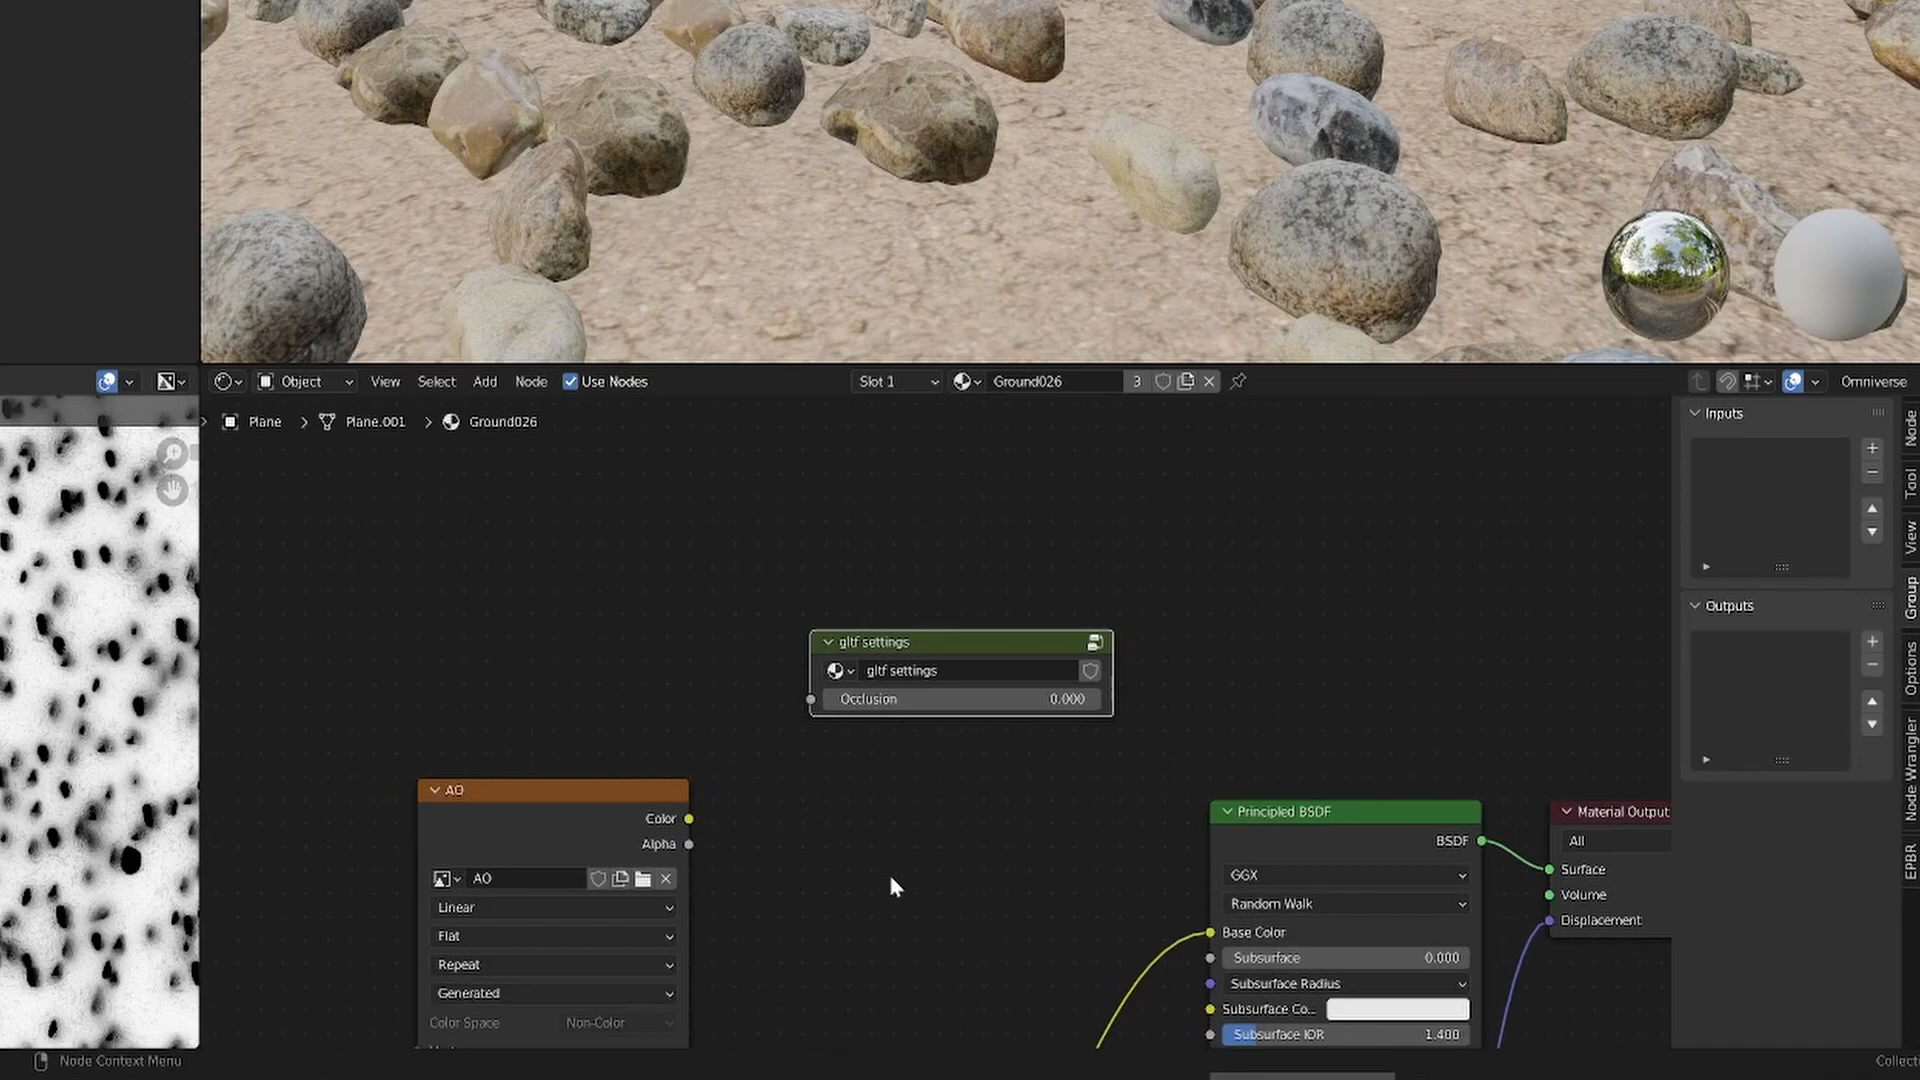 Object View Select Add Node Use Nodes Slot 1 Ground026 3 Omniverse
Plane Plane.001 Ground026
Inputs
Outputs
Node
Tool
View
Group
Options
Node Wrangler
EPBR
gltf settings
gltf settings
Occlusion 0.000
AO
Color
Alpha
AO
Linear
Flat
Repeat
Generated
Color Space Non-Color
Principled BSDF
BSDF
GGX
Random Walk
Base Color
Subsurface 0.000
Subsurface Radius
Subsurface Co...
Subsurface IOR 1.400
Material Output
All
Surface
Volume
Displacement
Node Context Menu
Collecti